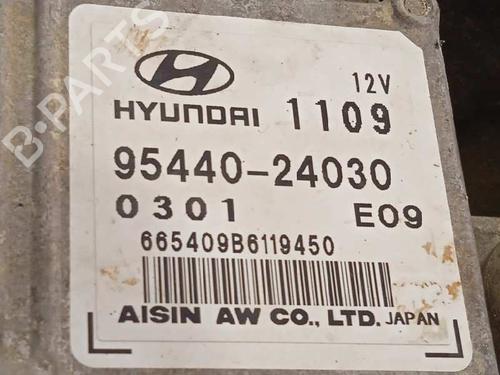 12V
HYUNDAI 1109
95440-24030
0301 E09
665409B6119450
AISIN AW CO., LTD. JAPAN
B-PARTS